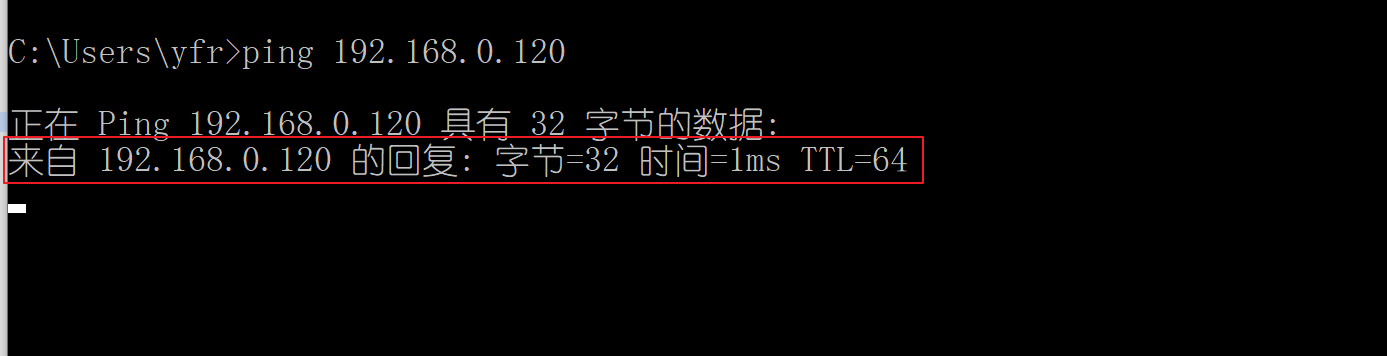 C:\Users\yfr>ping 192.168.0.120
正在 Ping 192.168.0.120 具有 32 字节的数据:
来自 192.168.0.120 的回复: 字节=32 时间=1ms TTL=64